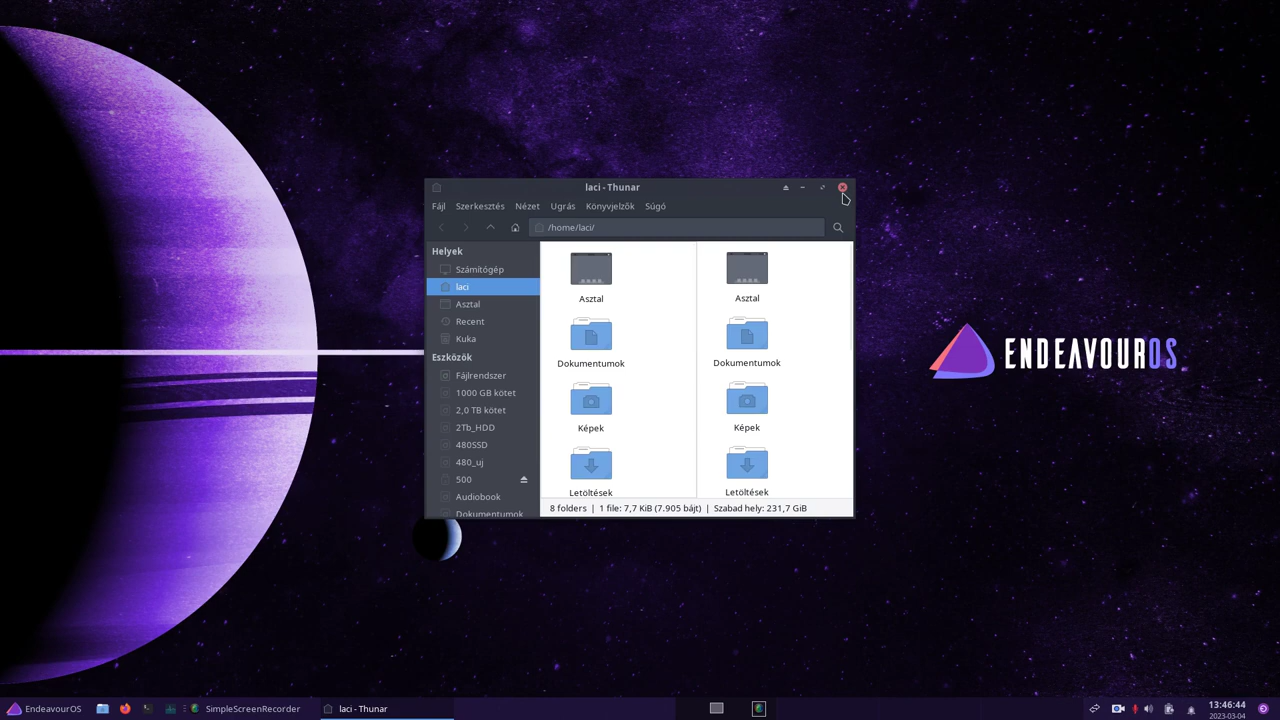 laci - Thunar
Fájl Szerkesztés Nézet Ugrás Könyvjelzők Súgó
/home/laci/
Helyek
Számítógép
laci
Asztal
Recent
Kuka
Eszközök
Fájlrendszer
1000 GB kötet
2,0 TB kötet
2Tb_HDD
480SSD
480_uj
500
Audiobook
Dokumentumok
Asztal Asztal
Dokumentumok Dokumentumok
Képek Képek
Letöltések Letöltések
8 folders | 1 file: 7,7 KiB (7.905 bájt) | Szabad hely: 231,7 GiB
ENDEAVOUROS
EndeavourOS SimpleScreenRecorder laci - Thunar
13:46:44
2023-03-04